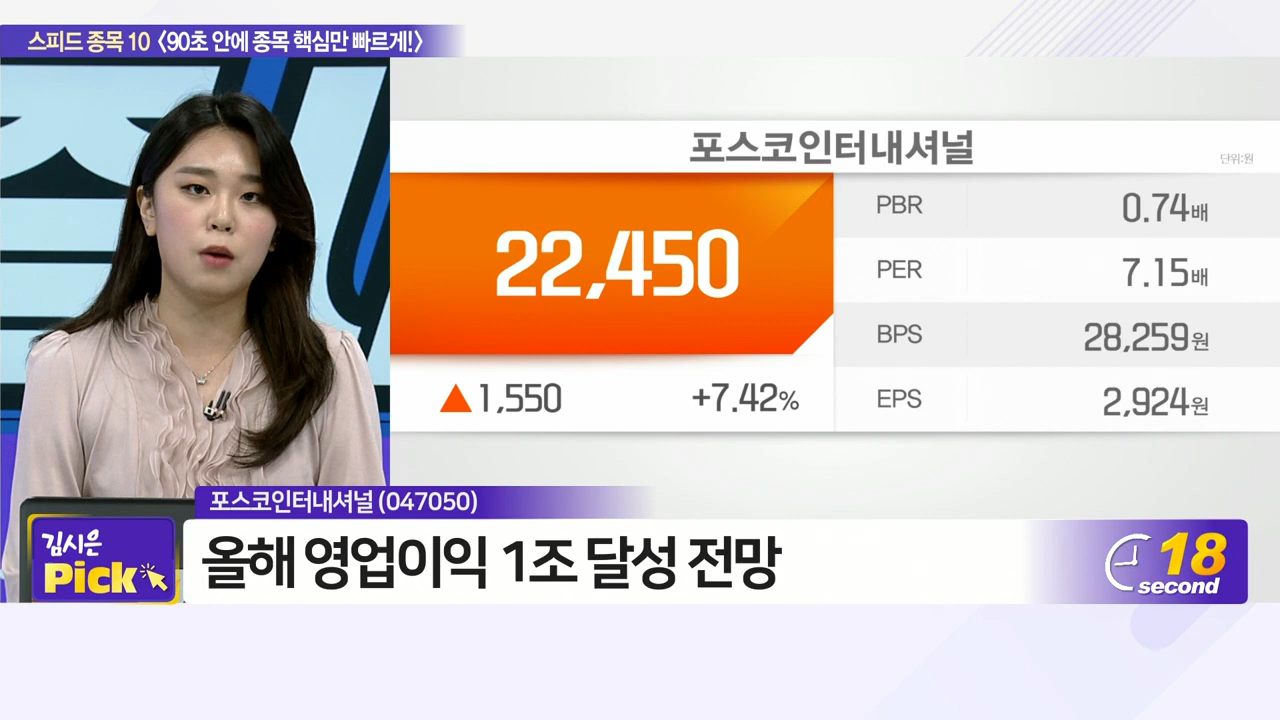 스피드 종목 10 〈90초 안에 종목 핵심만 빠르게!〉
포스코인터내셔널
단위:원
22,450
▲1,550 +7.42%
PBR 0.74배
PER 7.15배
BPS 28,259원
EPS 2,924원
포스코인터내셔널 (047050)
김시은
Pick
올해 영업이익 1조 달성 전망
18
second